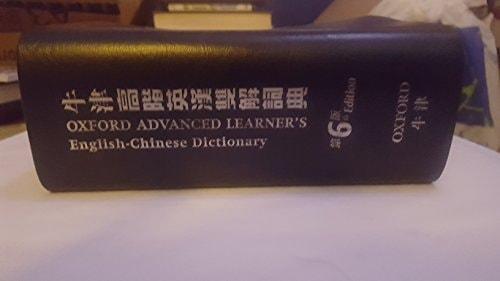 牛津高階英漢雙解詞典
OXFORD ADVANCED LEARNER'S
English-Chinese Dictionary
第6版
6th Edition
OXFORD
牛津